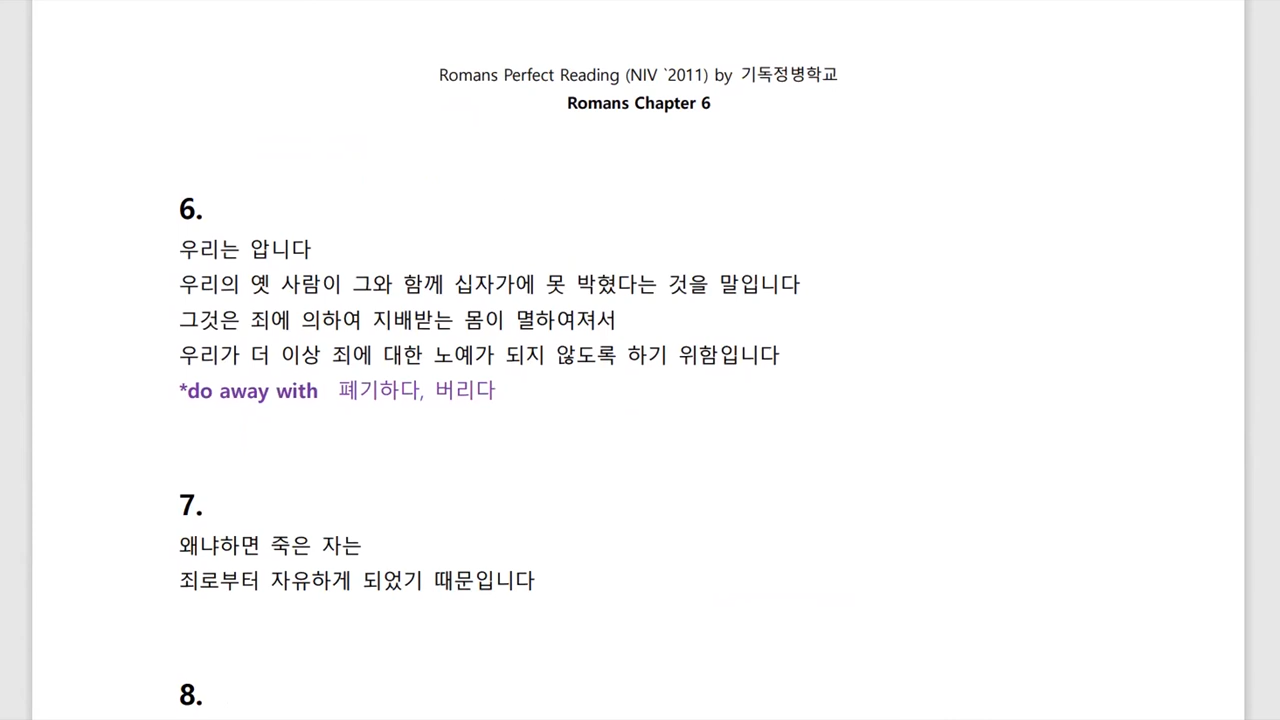 Romans Perfect Reading (NIV `2011) by 기독정병학교
Romans Chapter 6
6.
우리는 압니다
우리의 옛 사람이 그와 함께 십자가에 못 박혔다는 것을 말입니다
그것은 죄에 의하여 지배받는 몸이 멸하여져서
우리가 더 이상 죄에 대한 노예가 되지 않도록 하기 위함입니다
*do away with 폐기하다, 버리다
7.
왜냐하면 죽은 자는
죄로부터 자유하게 되었기 때문입니다
8.